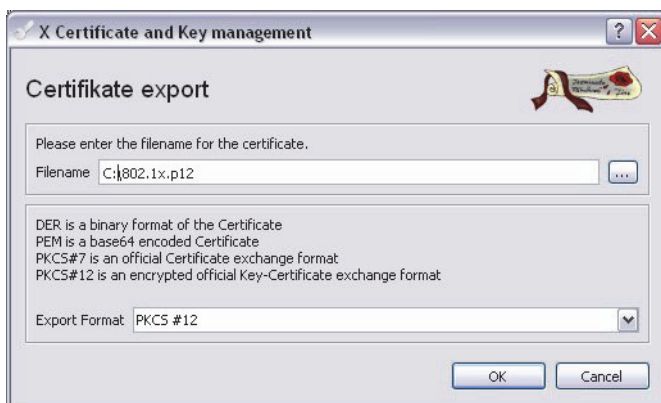 X Certificate and Key management
Certifikate export
Please enter the filename for the certificate.
Filename C:\802.1x.p12 ...
DER is a binary format of the Certificate
PEM is a base64 encoded Certificate
PKCS#7 is an official Certificate exchange format
PKCS#12 is an encrypted official Key-Certificate exchange format
Export Format PKCS #12
OK Cancel